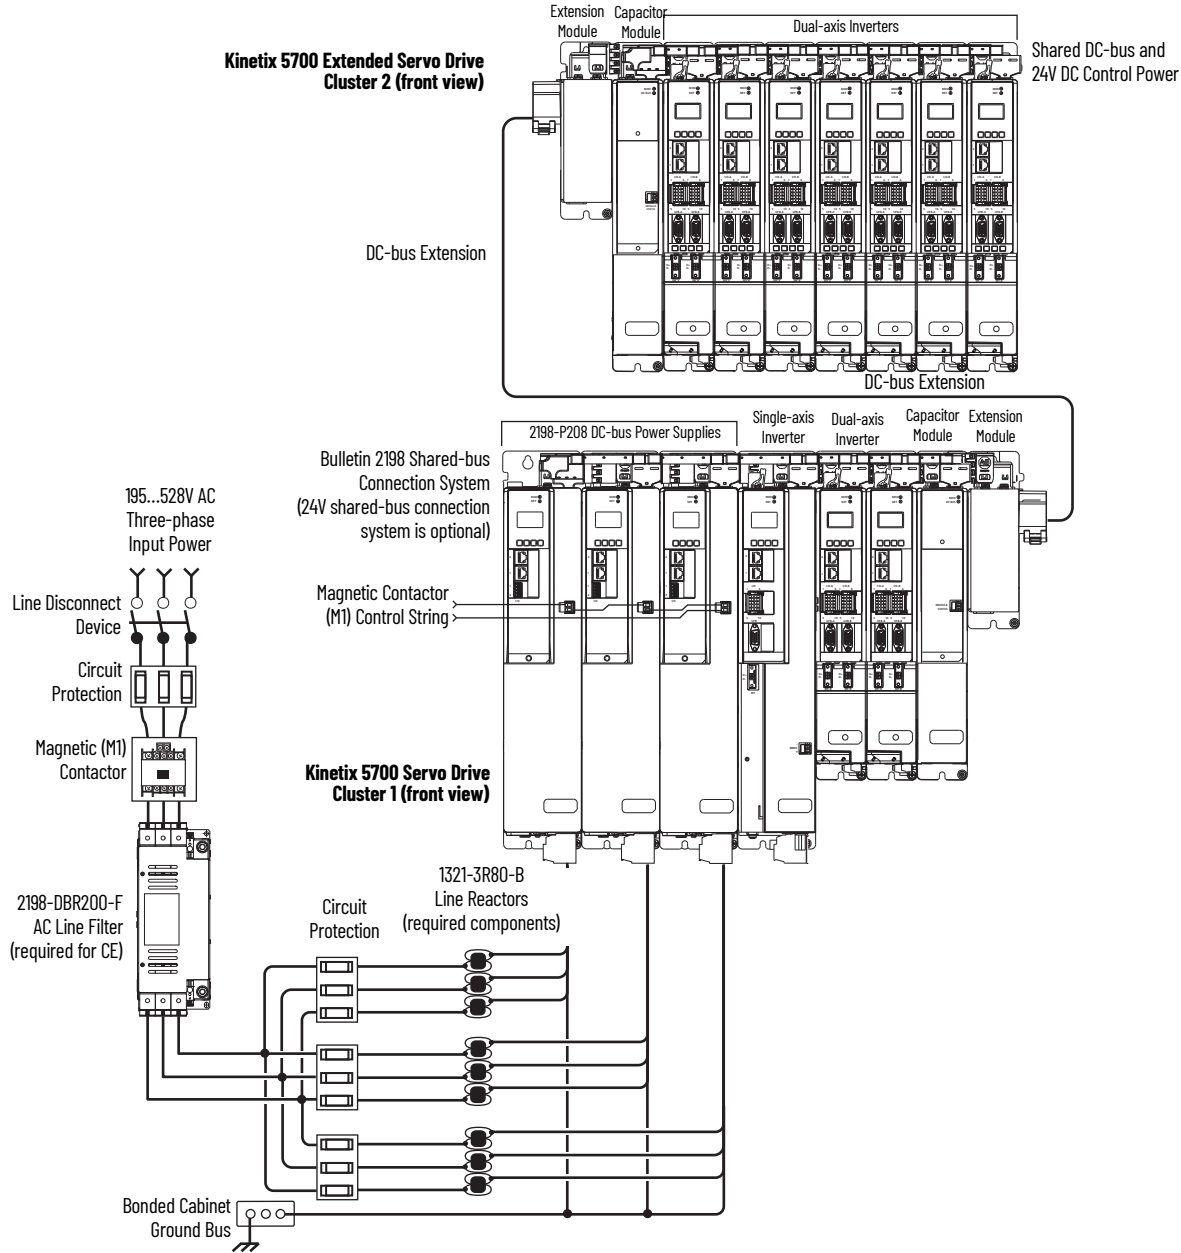 Extension
Module
Capacitor
Module
Dual-axis Inverters
Kinetix 5700 Extended Servo Drive
Cluster 2 (front view)
Shared DC-bus and
24V DC Control Power
DC-bus Extension
DC-bus Extension
2198-P208 DC-bus Power Supplies
Single-axis
Inverter
Dual-axis
Inverter
Capacitor
Module
Extension
Module
Bulletin 2198 Shared-bus
Connection System
(24V shared-bus connection
system is optional)
195...528V AC
Three-phase
Input Power
Magnetic Contactor
(M1) Control String
Line Disconnect
Device
Circuit
Protection
Magnetic (M1)
Contactor
Kinetix 5700 Servo Drive
Cluster 1 (front view)
2198-DBR200-F
AC Line Filter
(required for CE)
Circuit
Protection
1321-3R80-B
Line Reactors
(required components)
Bonded Cabinet
Ground Bus